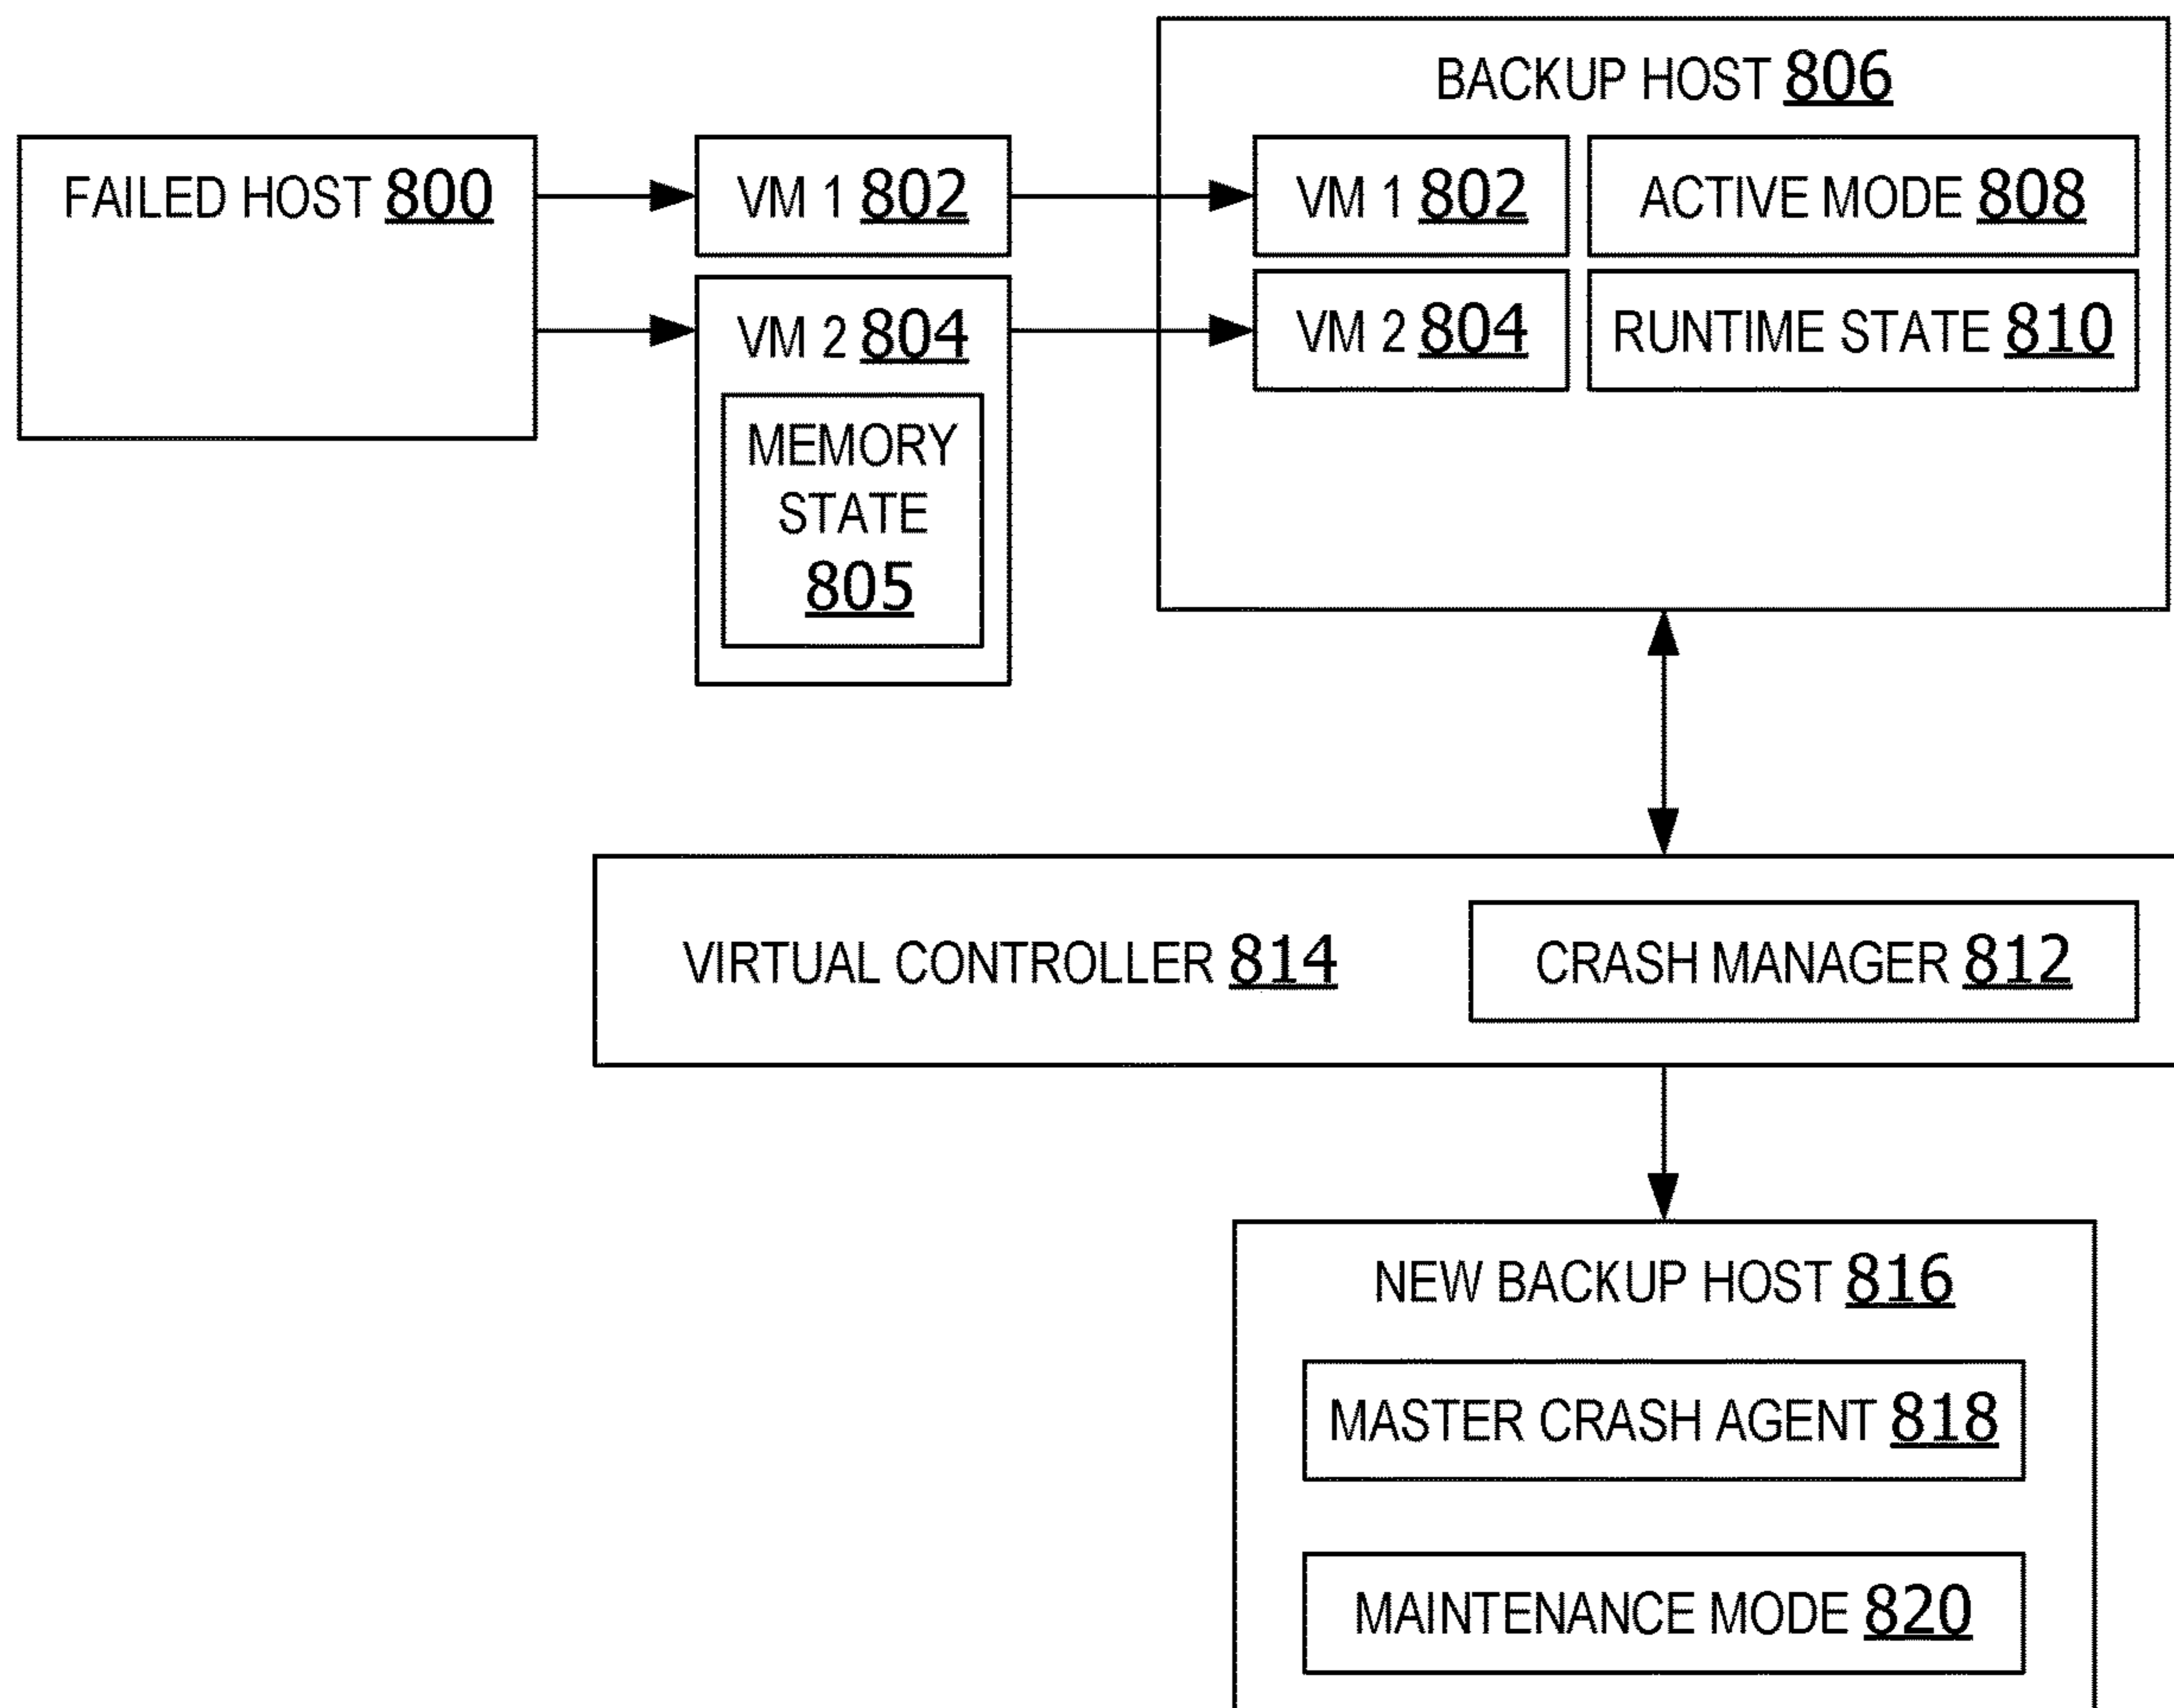 BACKUP HOST 806
FAILED HOST 800
VM 1 802
VM 1 802
ACTIVE MODE 808
VM 2 804
VM 2 804
RUNTIME STATE 810
MEMORY
STATE
805
VIRTUAL CONTROLLER 814
CRASH MANAGER 812
NEW BACKUP HOST 816
MASTER CRASH AGENT 818
MAINTENANCE MODE 820